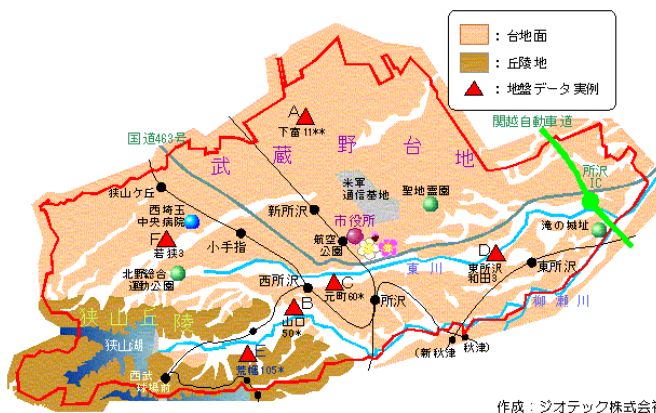 ：台地面
：丘陵地
：地盤データ実例
関越自動車道
国道463号
A
下富11**
武蔵野台地
所沢
IC
狭山ケ丘
米軍
通信基地
聖地霊園
西埼玉
中央病院
新所沢
市役所
滝の城址
F
若狭3
小手指
航空
公園
D
東川
東所沢
和田3
東所沢
北野総合
運動公園
西所沢
C
元町60*
所沢
柳瀬川
狭山丘陵
B
山口
50*
狭山湖
E
荒幡105*
(新秋津
秋津)
西武
球場前
作成：ジオテック株式会社